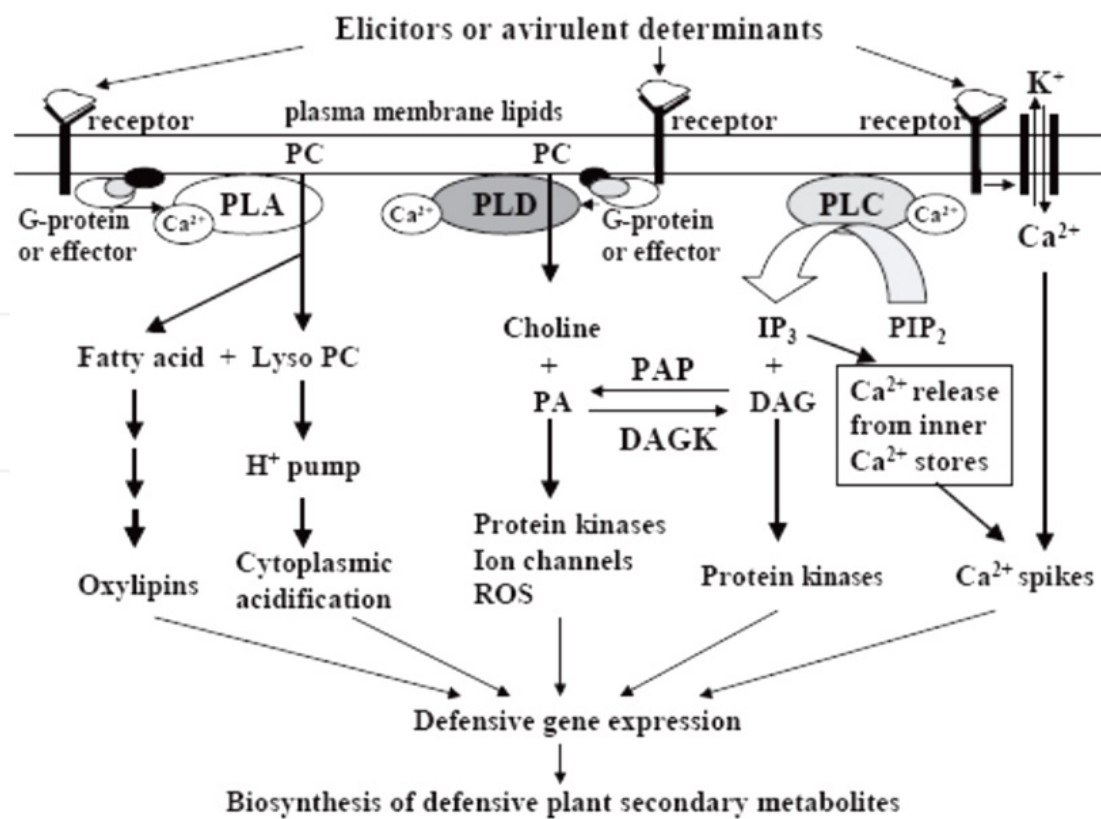 Elicitors or avirulent determinants
K⁺
receptor
plasma membrane lipids
receptor
receptor
PC
PC
G-protein
or effector
Ca²⁺
PLA
Ca²⁺
PLD
G-protein
or effector
PLC
Ca²⁺
Ca²⁺
Fatty acid + Lyso PC
Choline
+
PA
PAP
DAGK
IP₃
+
DAG
PIP₂
Ca²⁺ release
from inner
Ca²⁺ stores
H⁺ pump
Oxylipins
Cytoplasmic
acidification
Protein kinases
Ion channels
ROS
Protein kinases
Ca²⁺ spikes
Defensive gene expression
Biosynthesis of defensive plant secondary metabolites